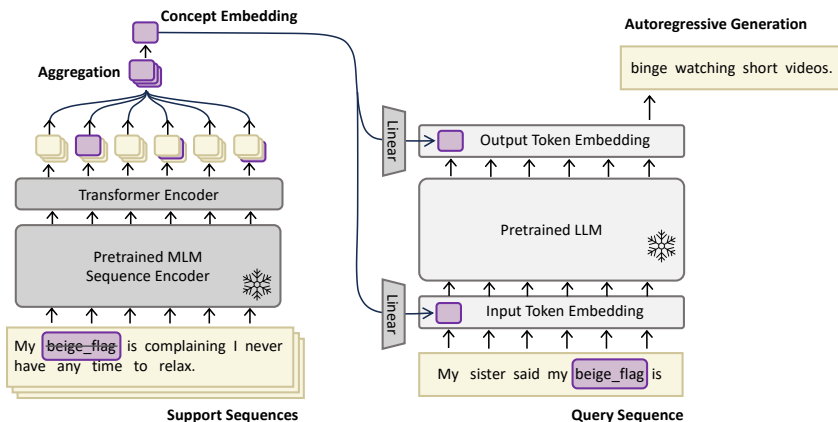 Concept Embedding
Aggregation
Transformer Encoder
Pretrained MLM
Sequence Encoder
My beige_flag is complaining I never
have any time to relax.
Support Sequences
Autoregressive Generation
binge watching short videos.
Linear
Output Token Embedding
Pretrained LLM
Linear
Input Token Embedding
My sister said my beige_flag is
Query Sequence